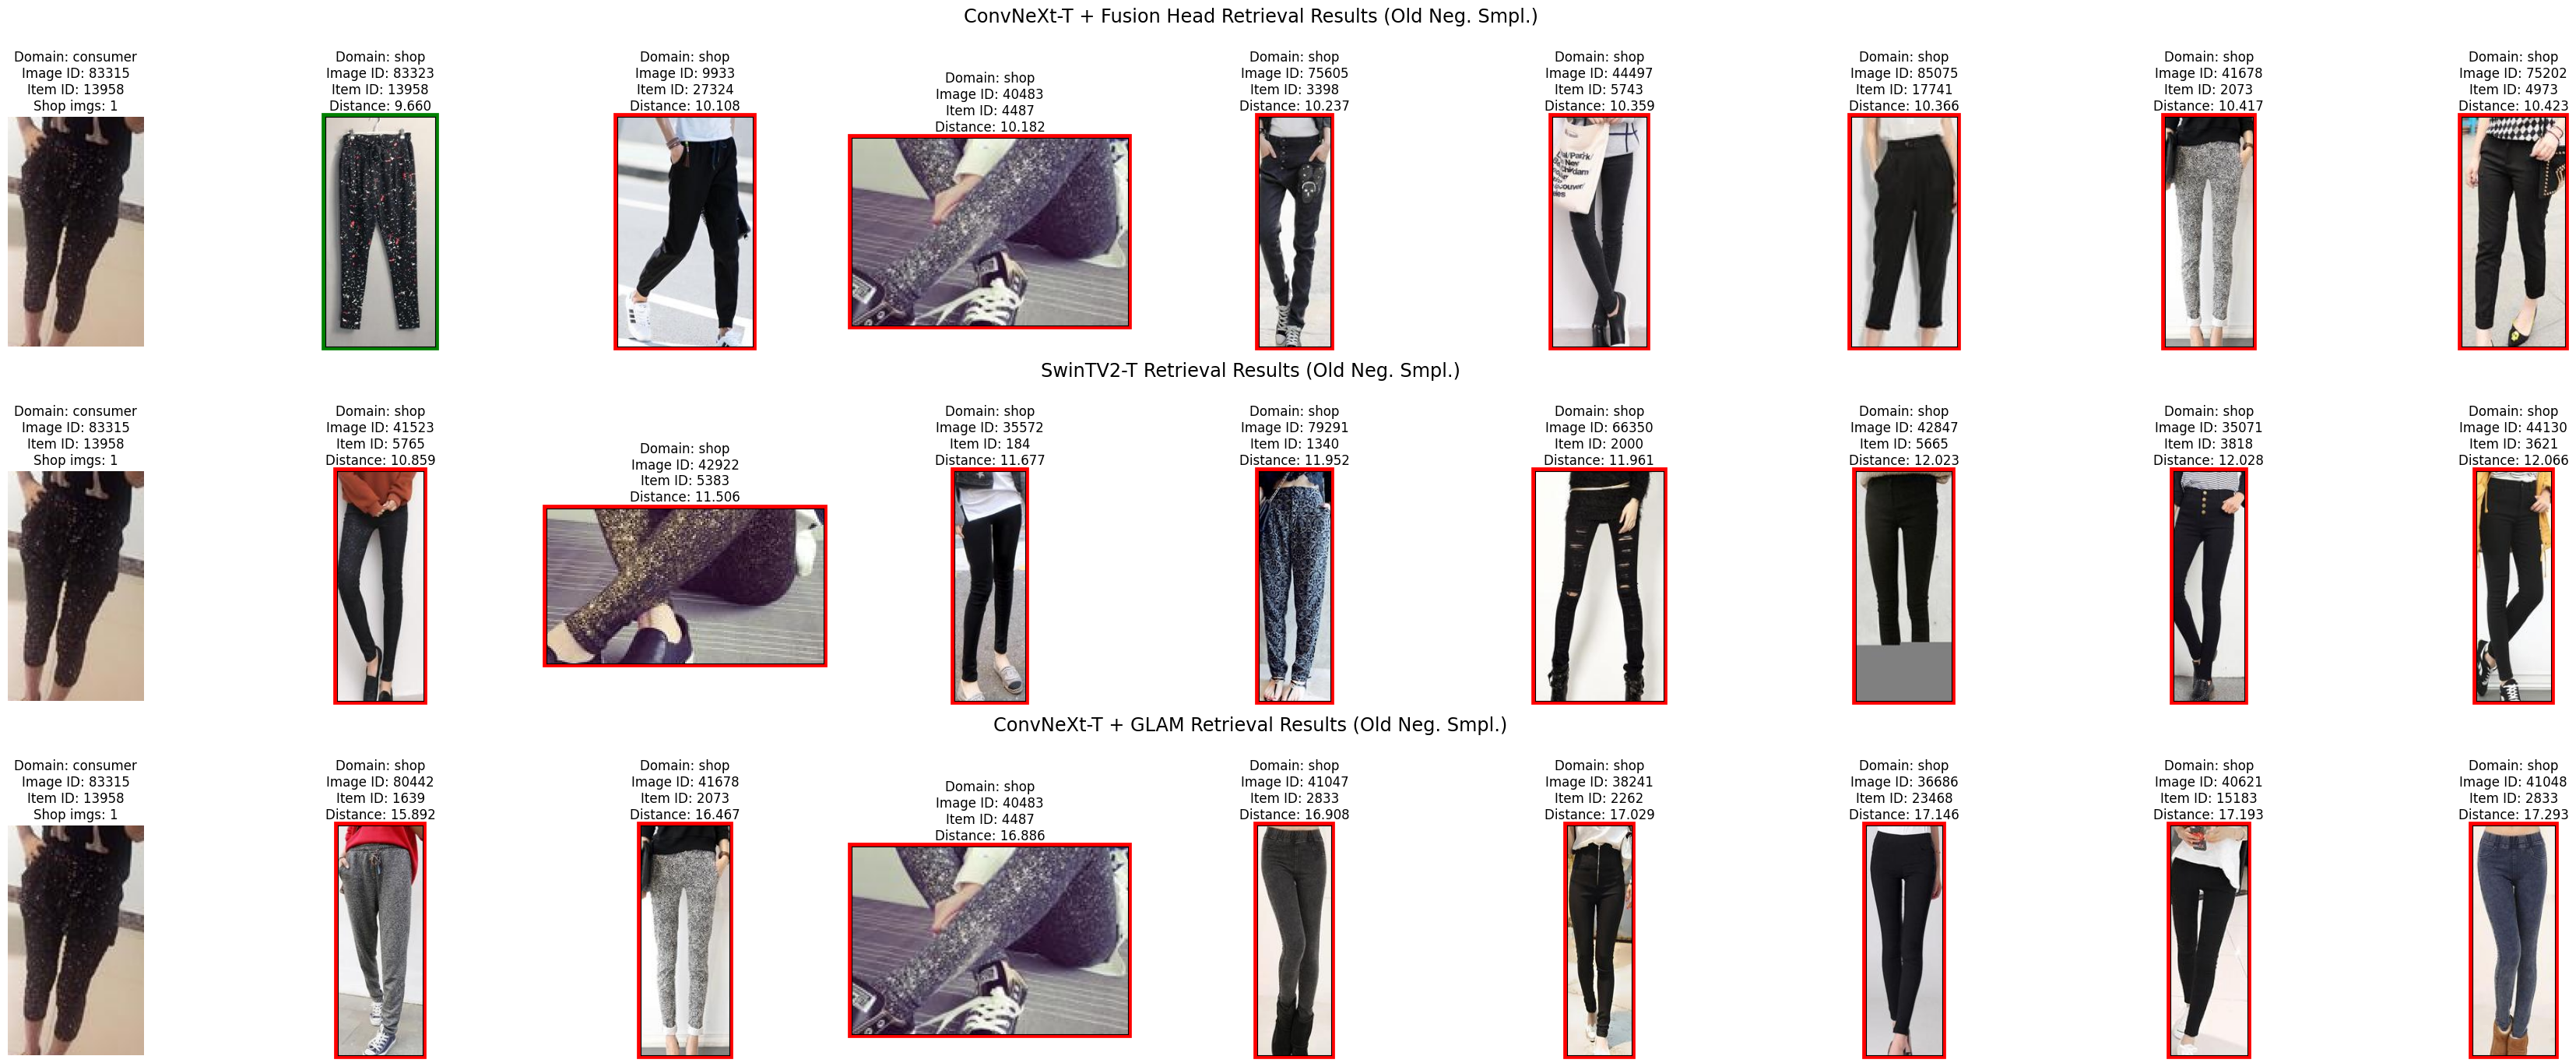 ConvNeXt-T + Fusion Head Retrieval Results (Old Neg. Smpl.)
Domain: consumer
Image ID: 83315
Item ID: 13958
Shop imgs: 1
Domain: shop
Image ID: 83323
Item ID: 13958
Distance: 9.660
Domain: shop
Image ID: 9933
Item ID: 27324
Distance: 10.108
Domain: shop
Image ID: 40483
Item ID: 4487
Distance: 10.182
Domain: shop
Image ID: 75605
Item ID: 3398
Distance: 10.237
Domain: shop
Image ID: 44497
Item ID: 5743
Distance: 10.359
Domain: shop
Image ID: 85075
Item ID: 17741
Distance: 10.366
Domain: shop
Image ID: 41678
Item ID: 2073
Distance: 10.417
Domain: shop
Image ID: 75202
Item ID: 4973
Distance: 10.423
SwinTV2-T Retrieval Results (Old Neg. Smpl.)
Domain: consumer
Image ID: 83315
Item ID: 13958
Shop imgs: 1
Domain: shop
Image ID: 41523
Item ID: 5765
Distance: 10.859
Domain: shop
Image ID: 42922
Item ID: 5383
Distance: 11.506
Domain: shop
Image ID: 35572
Item ID: 184
Distance: 11.677
Domain: shop
Image ID: 79291
Item ID: 1340
Distance: 11.952
Domain: shop
Image ID: 66350
Item ID: 2000
Distance: 11.961
Domain: shop
Image ID: 42847
Item ID: 5665
Distance: 12.023
Domain: shop
Image ID: 35071
Item ID: 3818
Distance: 12.028
Domain: shop
Image ID: 44130
Item ID: 3621
Distance: 12.066
ConvNeXt-T + GLAM Retrieval Results (Old Neg. Smpl.)
Domain: consumer
Image ID: 83315
Item ID: 13958
Shop imgs: 1
Domain: shop
Image ID: 80442
Item ID: 1639
Distance: 15.892
Domain: shop
Image ID: 41678
Item ID: 2073
Distance: 16.467
Domain: shop
Image ID: 40483
Item ID: 4487
Distance: 16.886
Domain: shop
Image ID: 41047
Item ID: 2833
Distance: 16.908
Domain: shop
Image ID: 38241
Item ID: 2262
Distance: 17.029
Domain: shop
Image ID: 36686
Item ID: 23468
Distance: 17.146
Domain: shop
Image ID: 40621
Item ID: 15183
Distance: 17.193
Domain: shop
Image ID: 41048
Item ID: 2833
Distance: 17.293